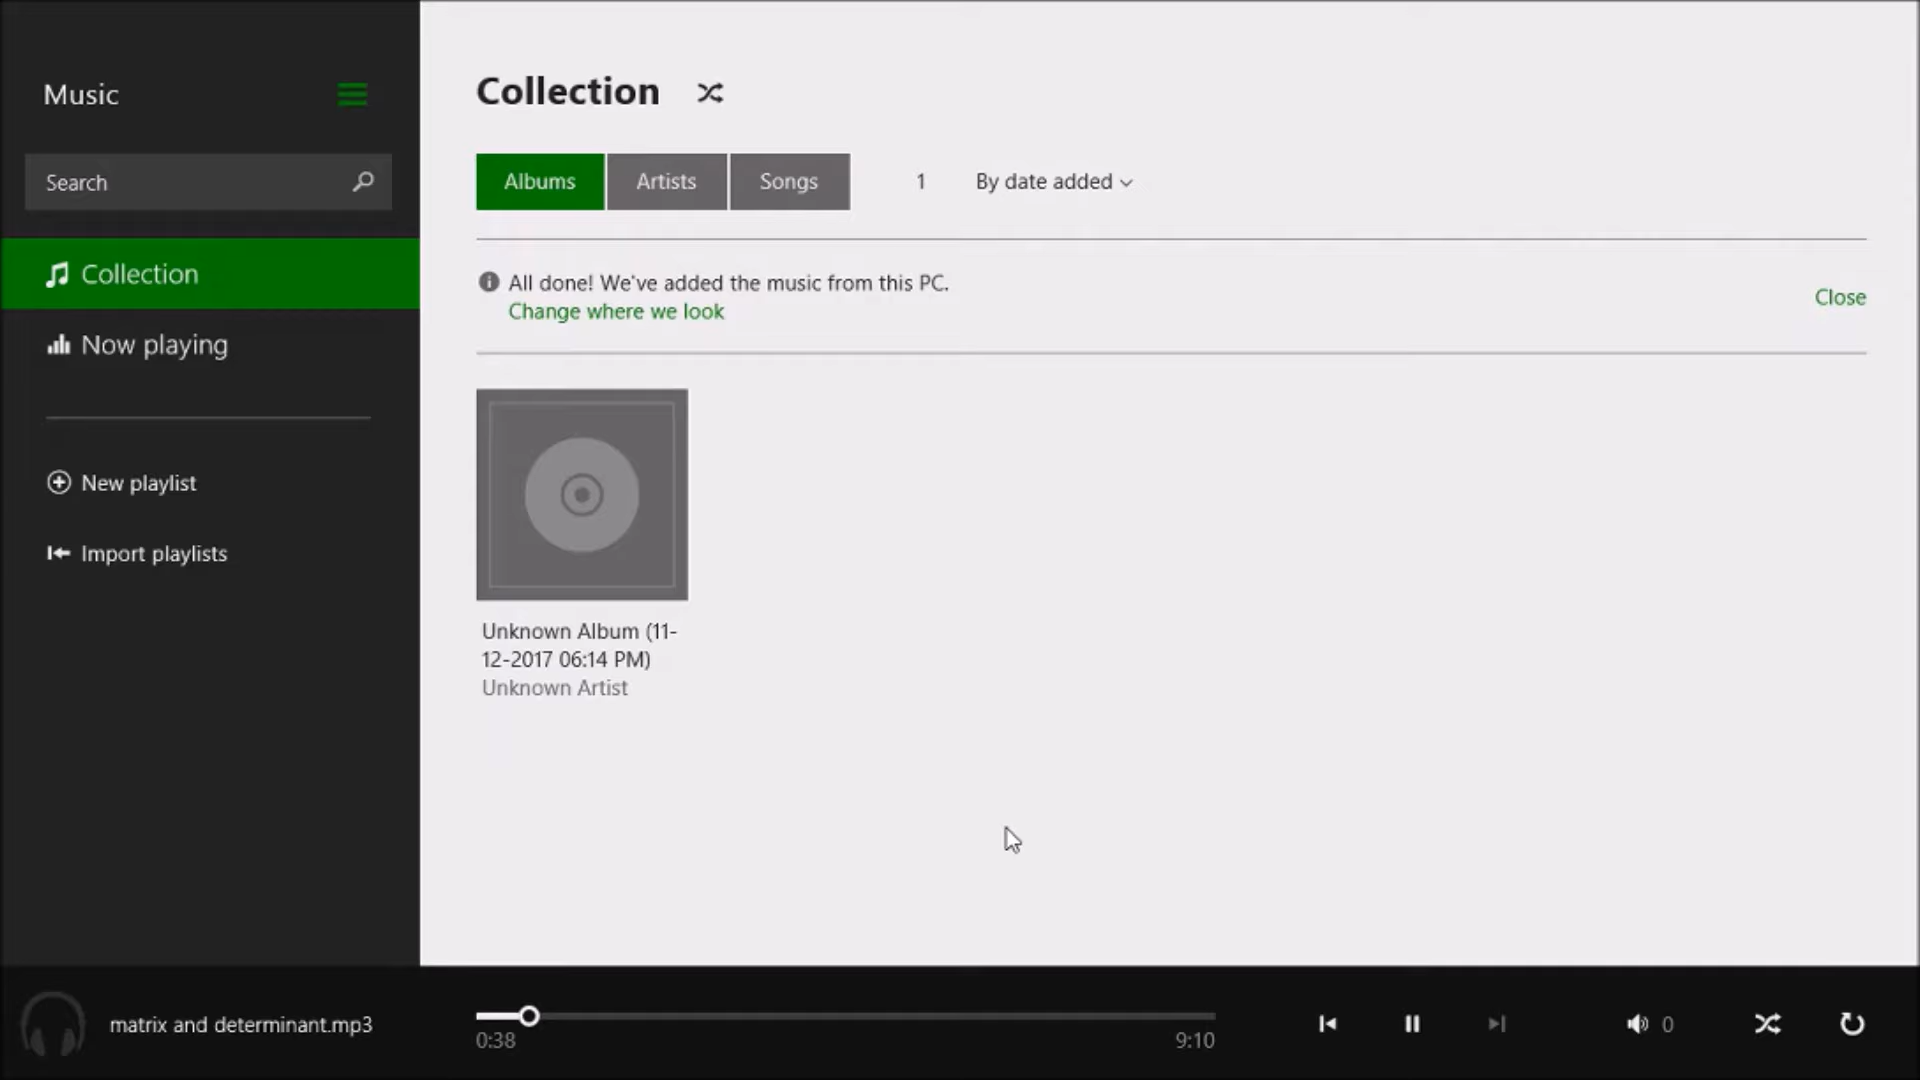 Music
Search
Collection
Now playing
New playlist
Import playlists
Collection
Albums Artists Songs 1 By date added
All done! We've added the music from this PC.
Change where we look
Close
Unknown Album (11-
12-2017 06:14 PM)
Unknown Artist
matrix and determinant.mp3
0:38 9:10
0